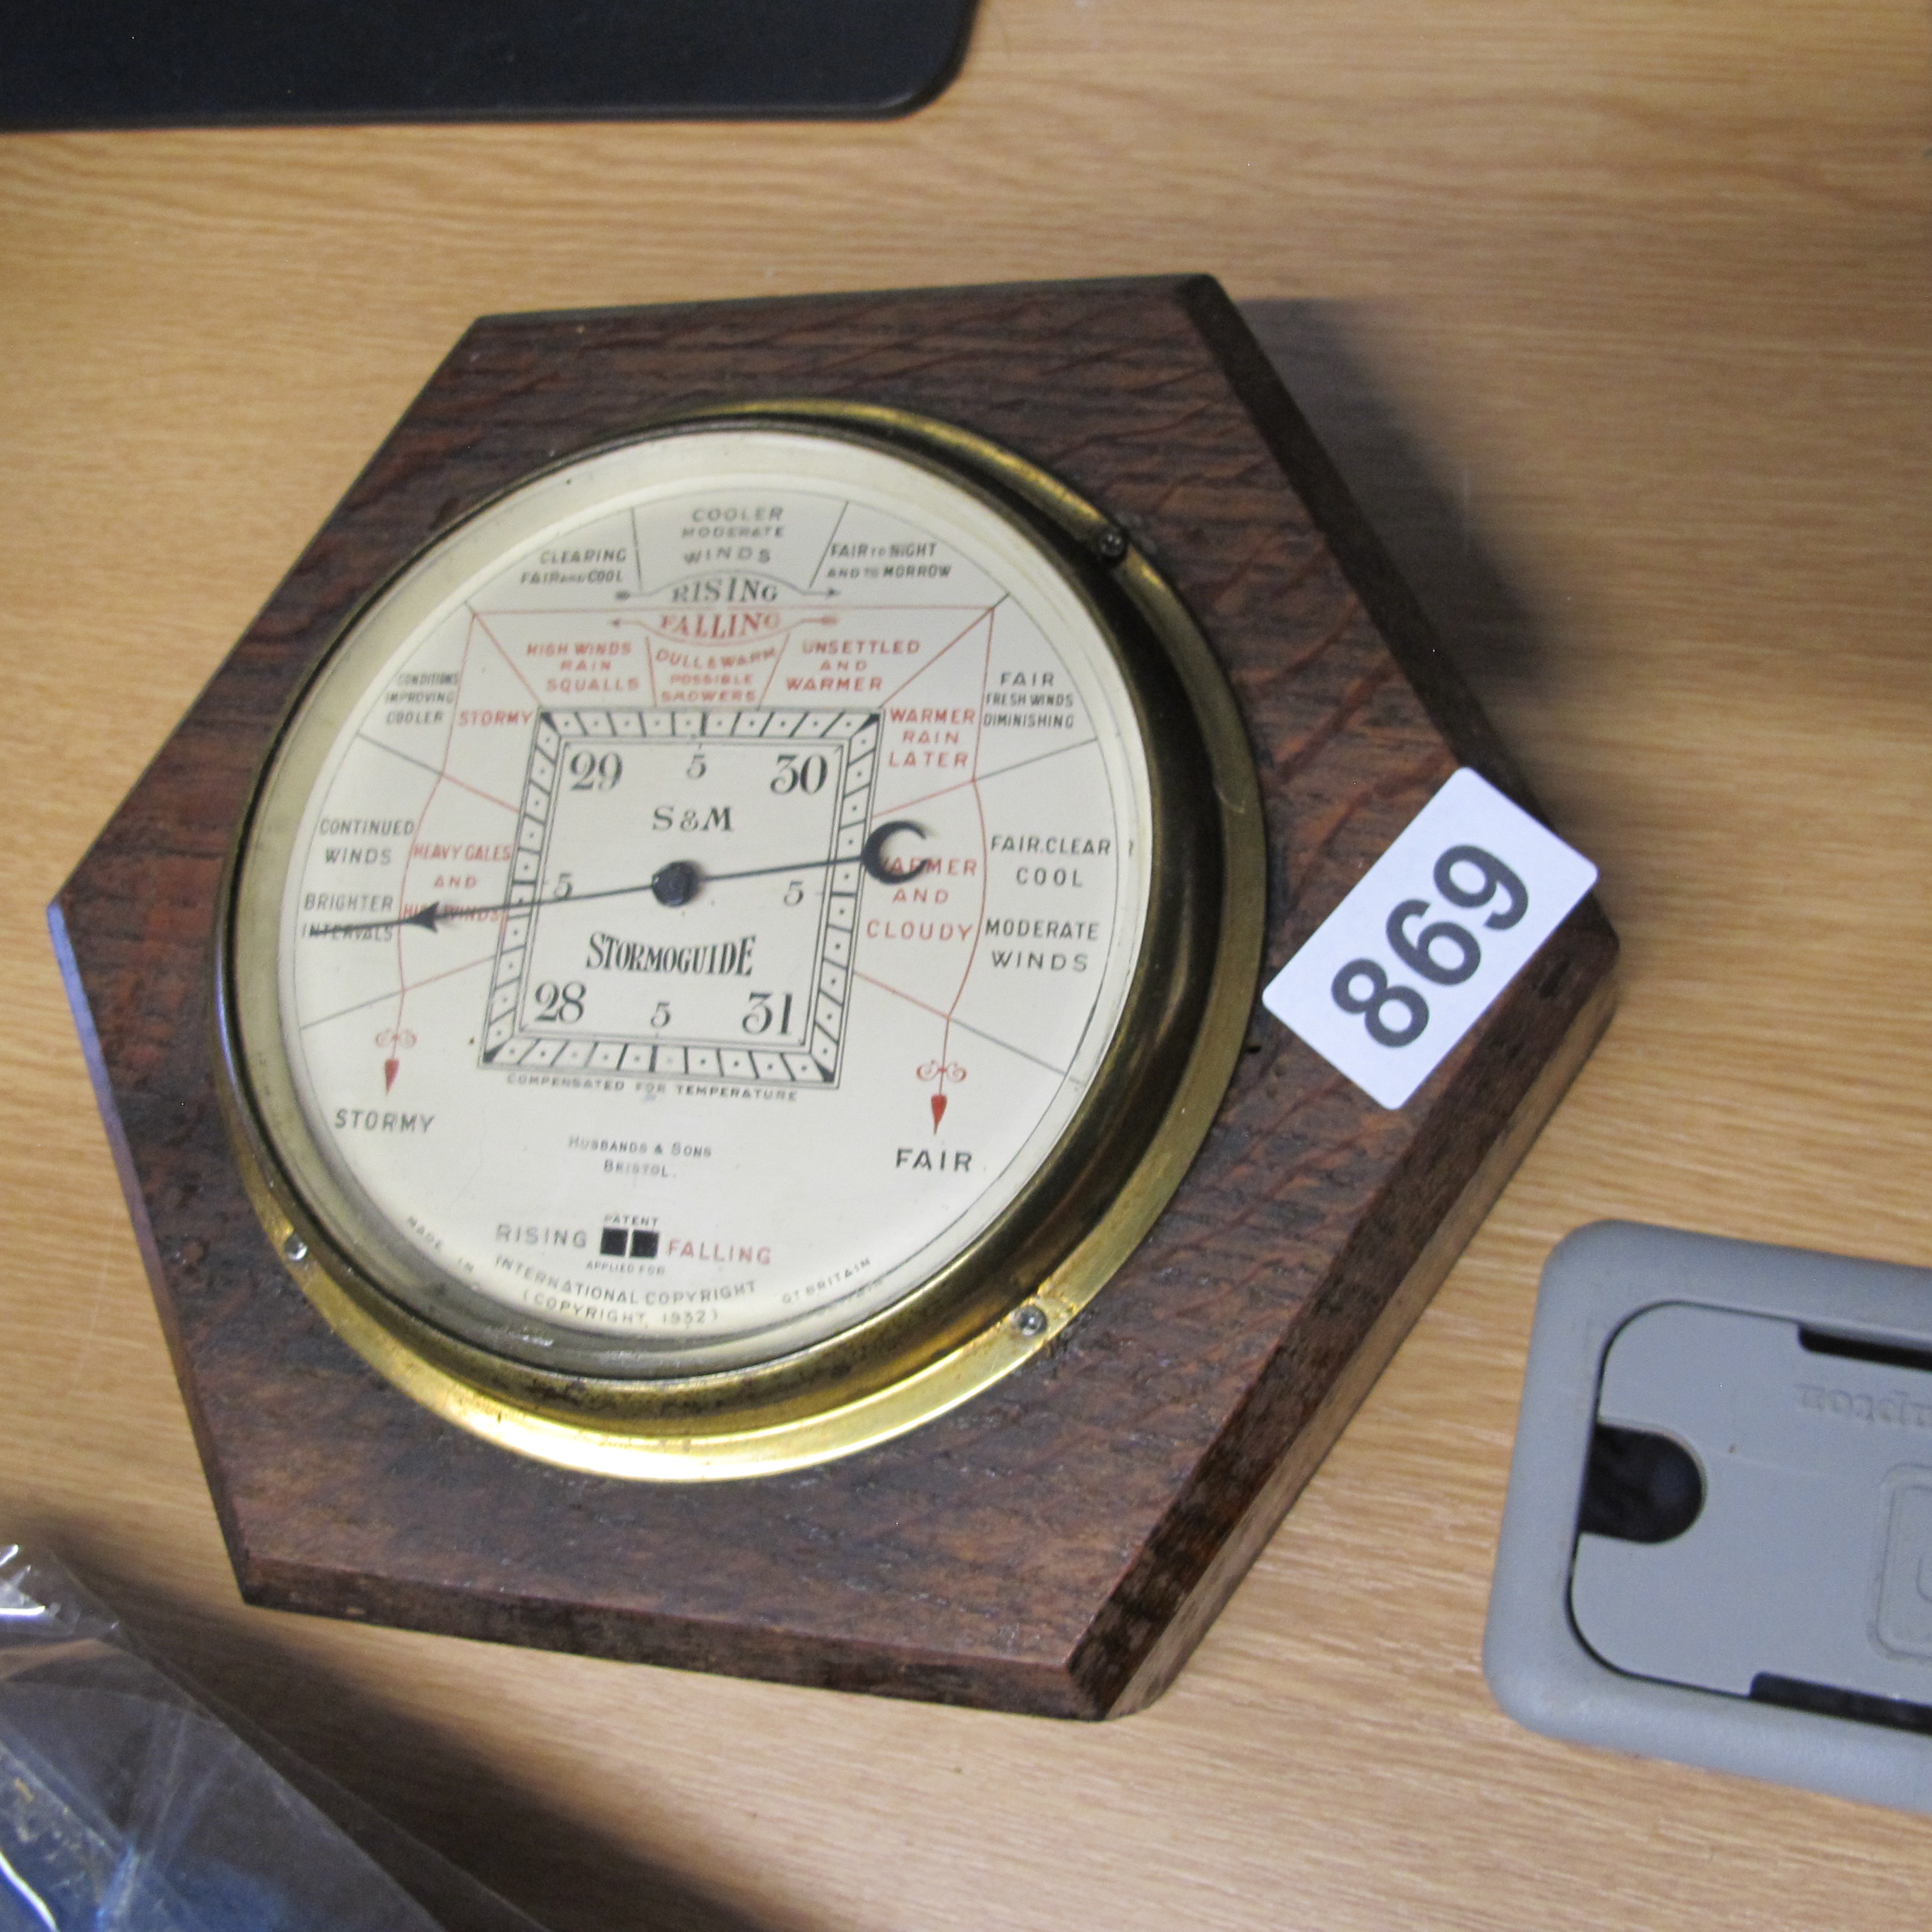 COOLER
MODERATE
WINDS
CLEARING
FAIR AND COOL
FAIR TO NIGHT
AND TO MORROW
RISING
FALLING
HIGH WINDS
RAIN
SQUALLS
DULL & WARM
POSSIBLE
SHOWERS
UNSETTLED
AND
WARMER
CONDITIONS
IMPROVING
COOLER
STORMY
WARMER
RAIN
LATER
FAIR
FRESH WINDS
DIMINISHING
29 5 30
S&M
CONTINUED
WINDS
BRIGHTER
INTERVALS
HEAVY GALES
AND
HIGH WINDS
5 5
WARMER
AND
CLOUDY
FAIR. CLEAR
COOL
MODERATE
WINDS
STORMOGUIDE
28 5 31
COMPENSATED FOR TEMPERATURE
STORMY
FAIR
HUSBANDS & SONS
BRISTOL.
PATENT
RISING FALLING
APPLIED FOR
MADE IN GT BRITAIN
INTERNATIONAL COPYRIGHT
(COPYRIGHT, 1932)
869